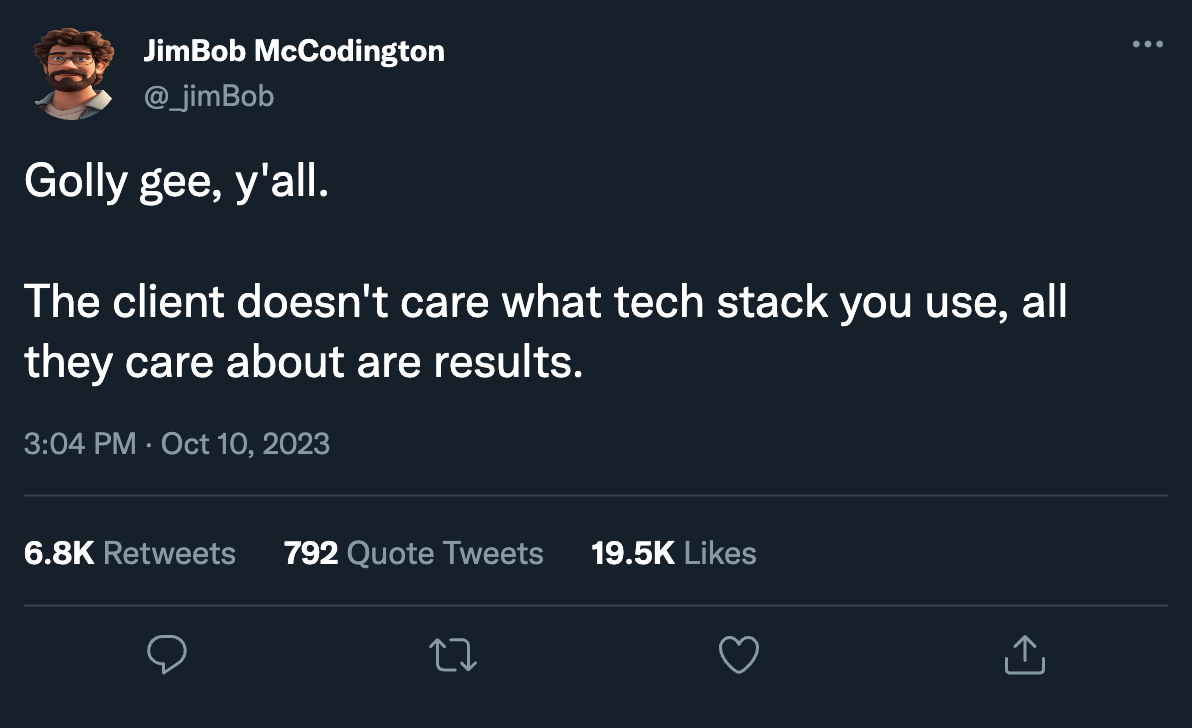 JimBob McCodington
@_jimBob
Golly gee, y'all.
The client doesn't care what tech stack you use, all
they care about are results.
3:04 PM · Oct 10, 2023
6.8K Retweets 792 Quote Tweets 19.5K Likes